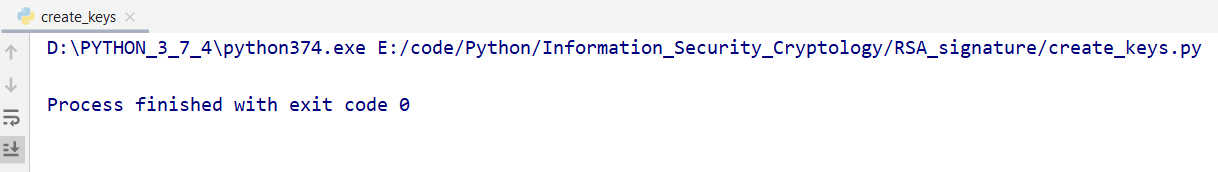 create_keys
D:\PYTHON_3_7_4\python374.exe E:/code/Python/Information_Security_Cryptology/RSA_signature/create_keys.py
Process finished with exit code 0